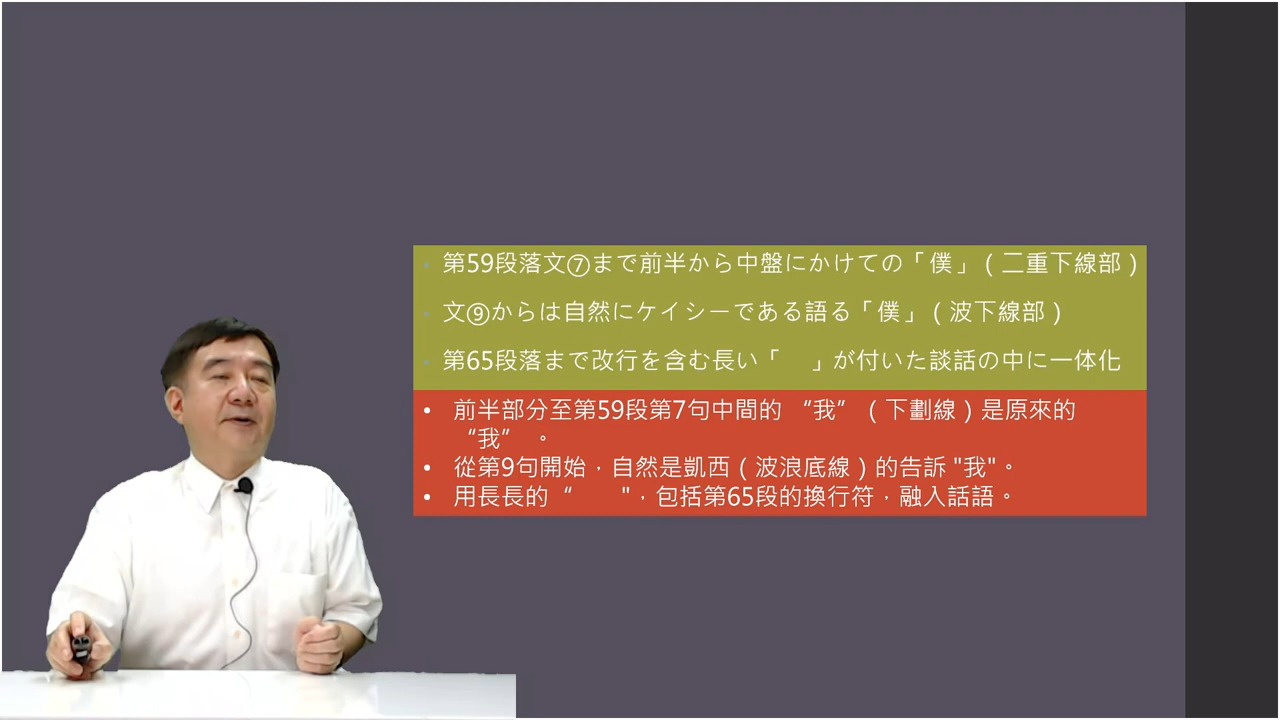 • 第59段落文⑦まで前半から中盤にかけての「僕」(二重下線部)
• 文⑨からは自然にケイシーである語る「僕」(波下線部)
• 第65段落まで改行を含む長い「　」が付いた談話の中に一体化
• 前半部分至第59段第7句中間的 “我” (下劃線)是原來的
“我” 。
• 從第9句開始，自然是凱西(波浪底線)的告訴 "我"。
• 用長長的 “　　"，包括第65段的換行符，融入話語。